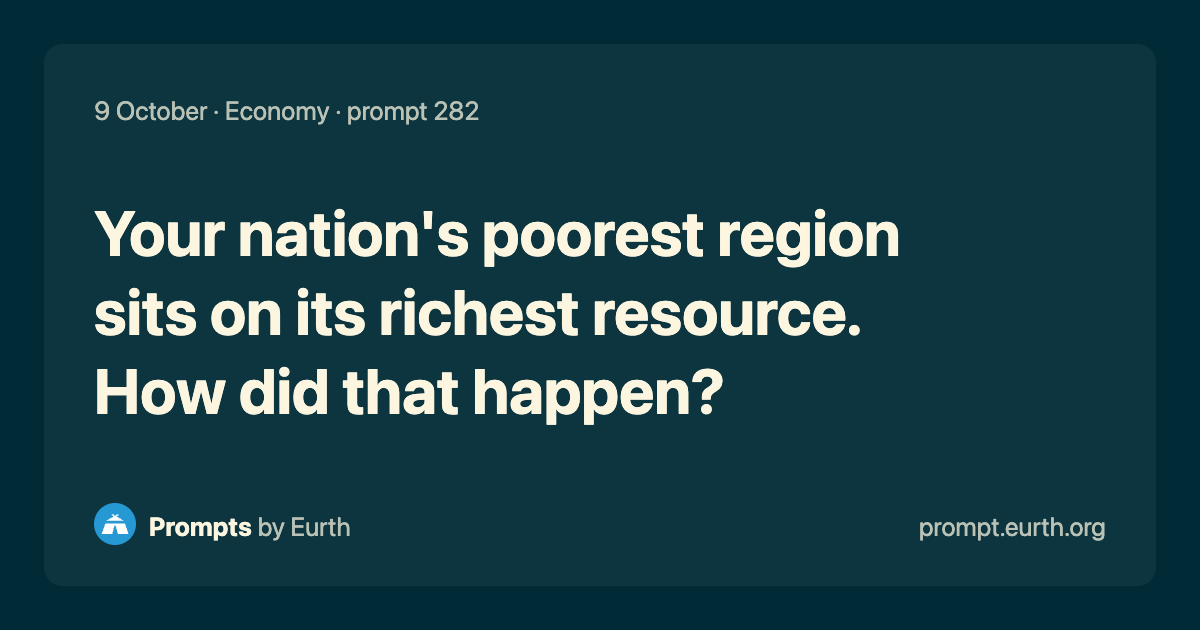 9 October · Economy · prompt 282
Your nation's poorest region
sits on its richest resource.
How did that happen?
Prompts by Eurth
prompt.eurth.org